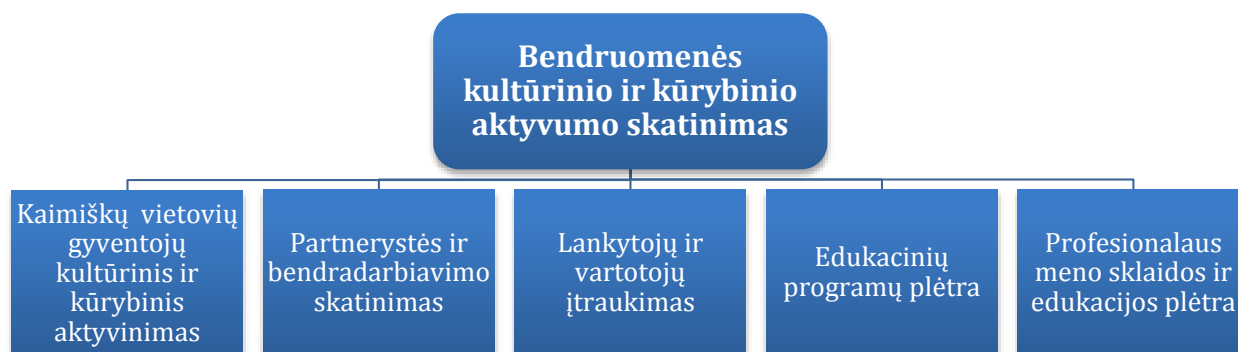 Bendruomenės
kultūrinio ir kūrybinio
aktyvumo skatinimas
Kaimiškų vietovių
gyventojų
kultūrinis ir
kūrybinis
aktyvinimas
Partnerystės ir
bendradarbiavimo
skatinimas
Lankytojų ir
vartotojų
įtraukimas
Edukacinių
programų plėtra
Profesionalaus
meno sklaidos ir
edukacijos plėtra